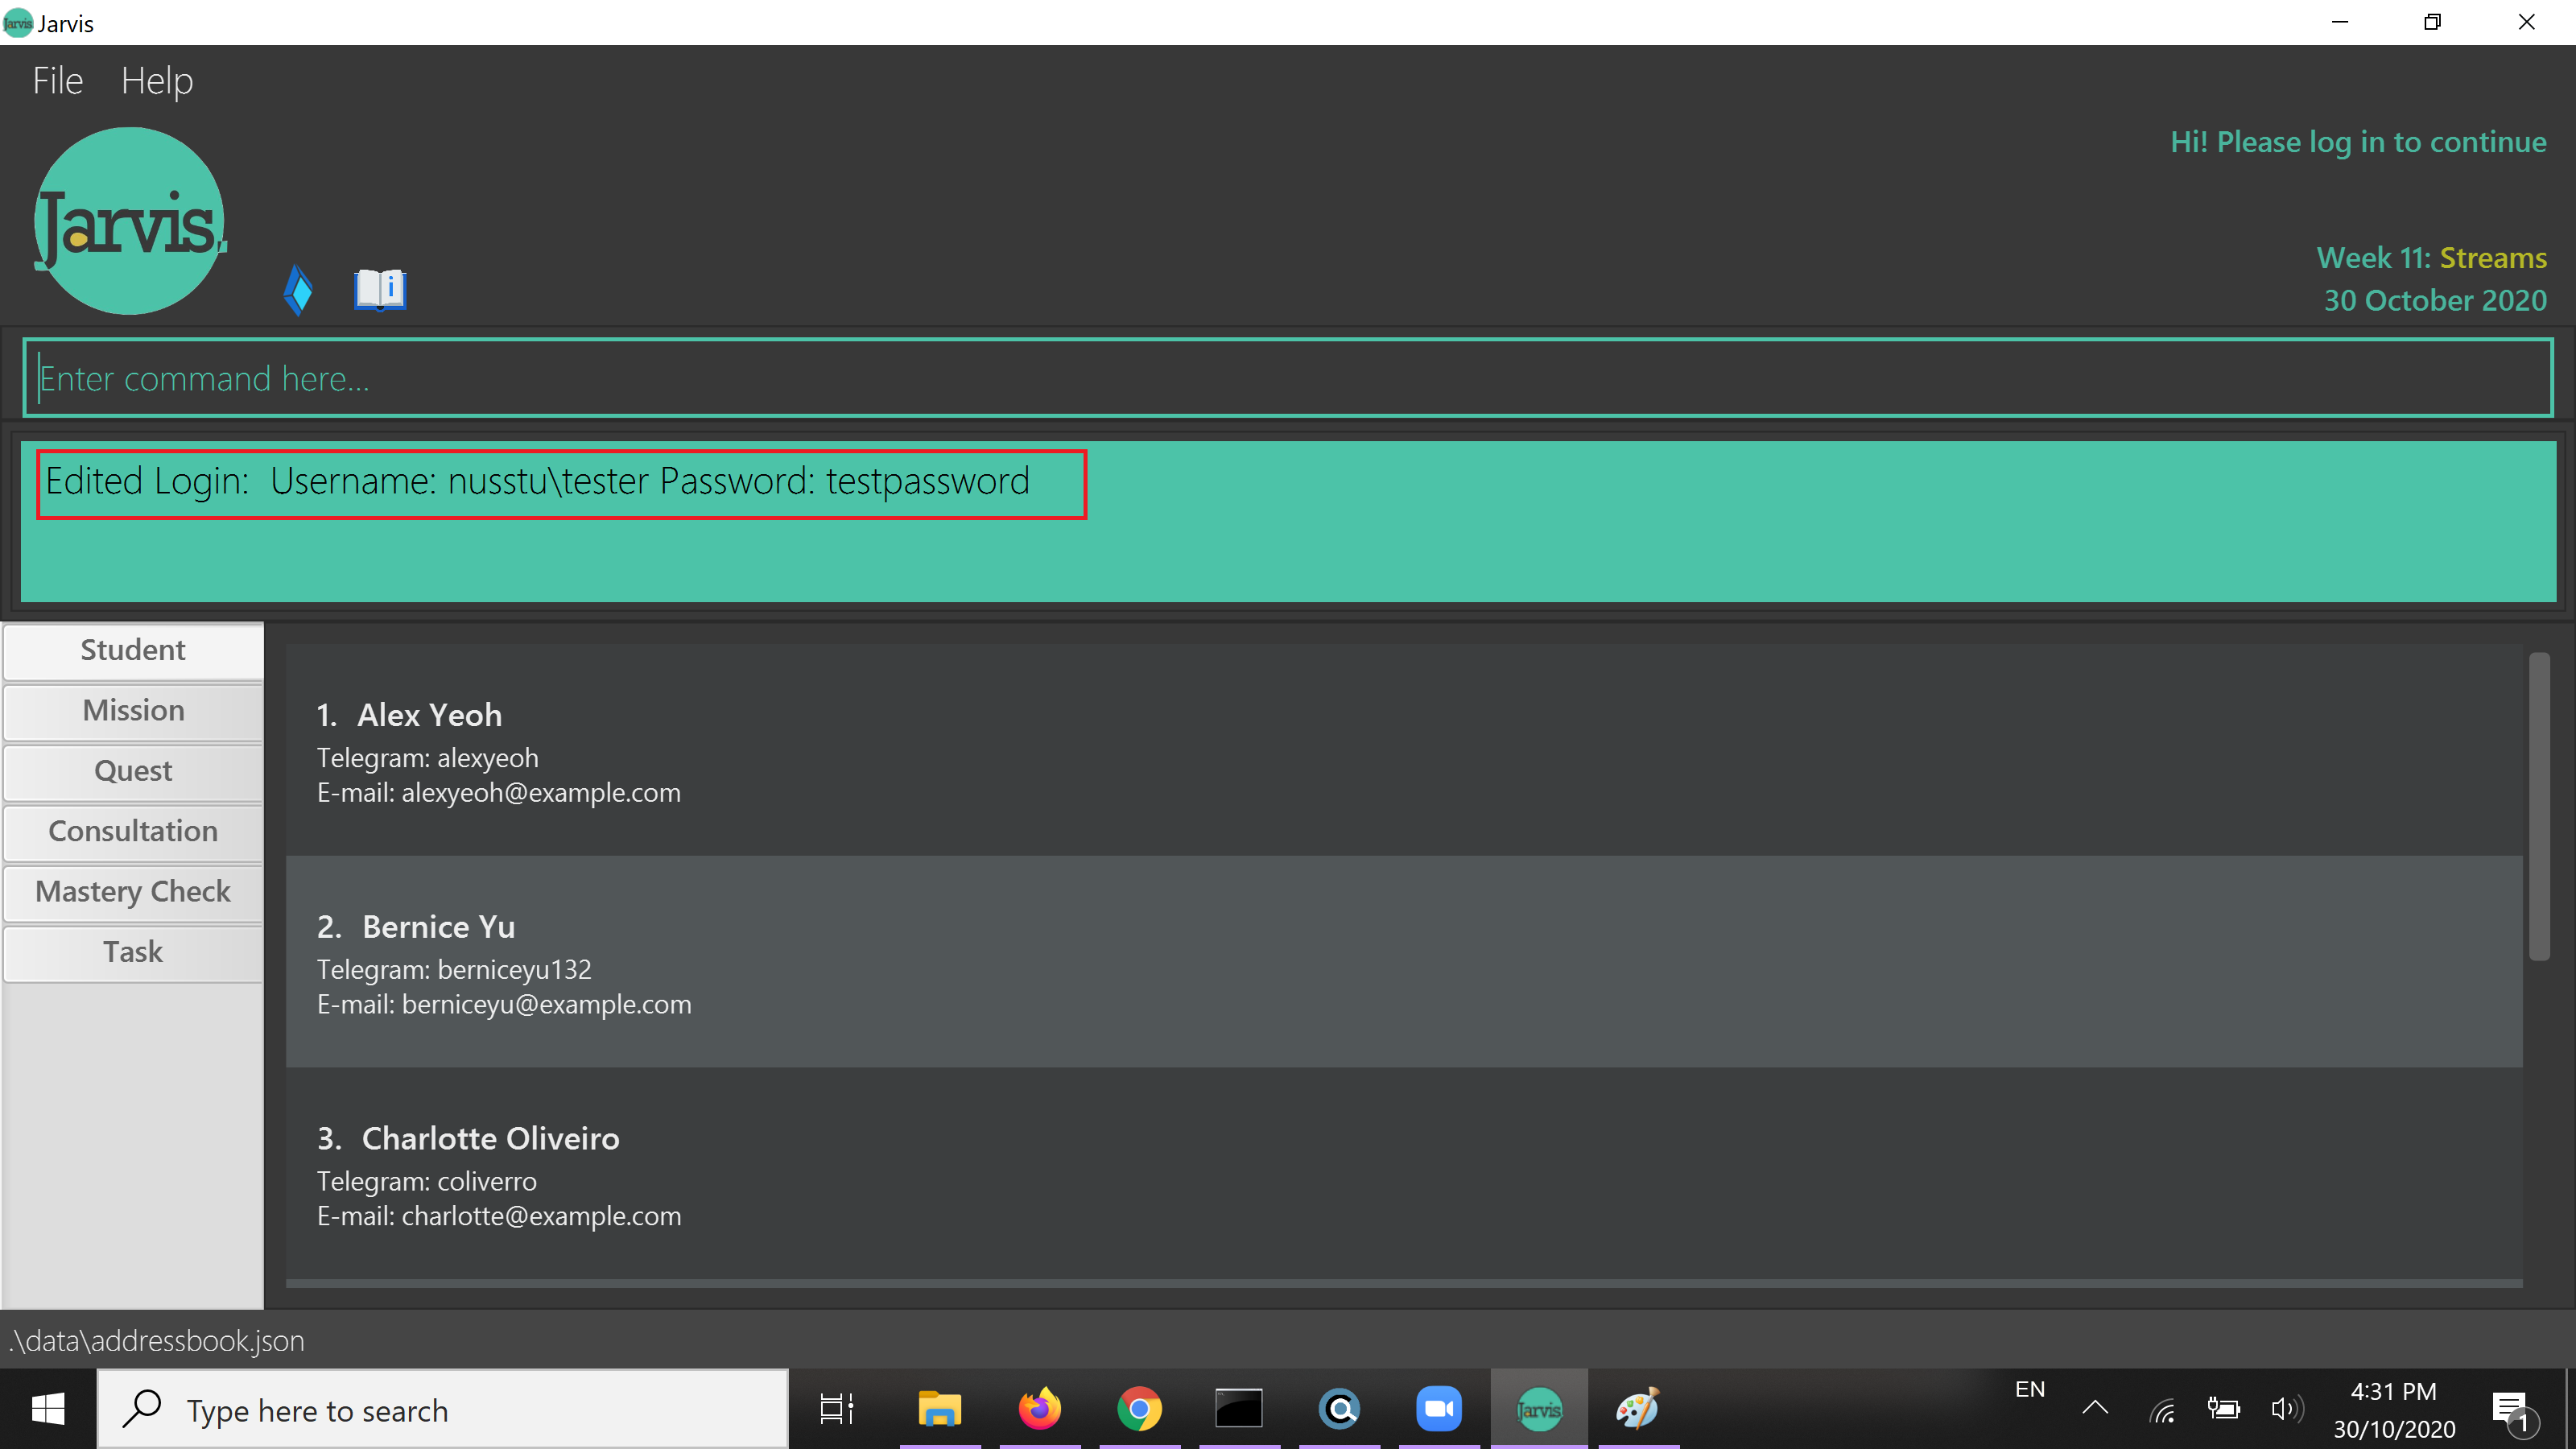 Jarvis
File Help
Hi! Please log in to continue
Jarvis
Week 11: Streams
30 October 2020
Enter command here...
Edited Login:  Username: nusstu\tester Password: testpassword
Student
Mission
Quest
Consultation
Mastery Check
Task
1. Alex Yeoh
Telegram: alexyeoh
E-mail: alexyeoh@example.com
2. Bernice Yu
Telegram: berniceyu132
E-mail: berniceyu@example.com
3. Charlotte Oliveiro
Telegram: coliverro
E-mail: charlotte@example.com
.\data\addressbook.json
Type here to search
Jarvis
EN
4:31 PM
30/10/2020
1